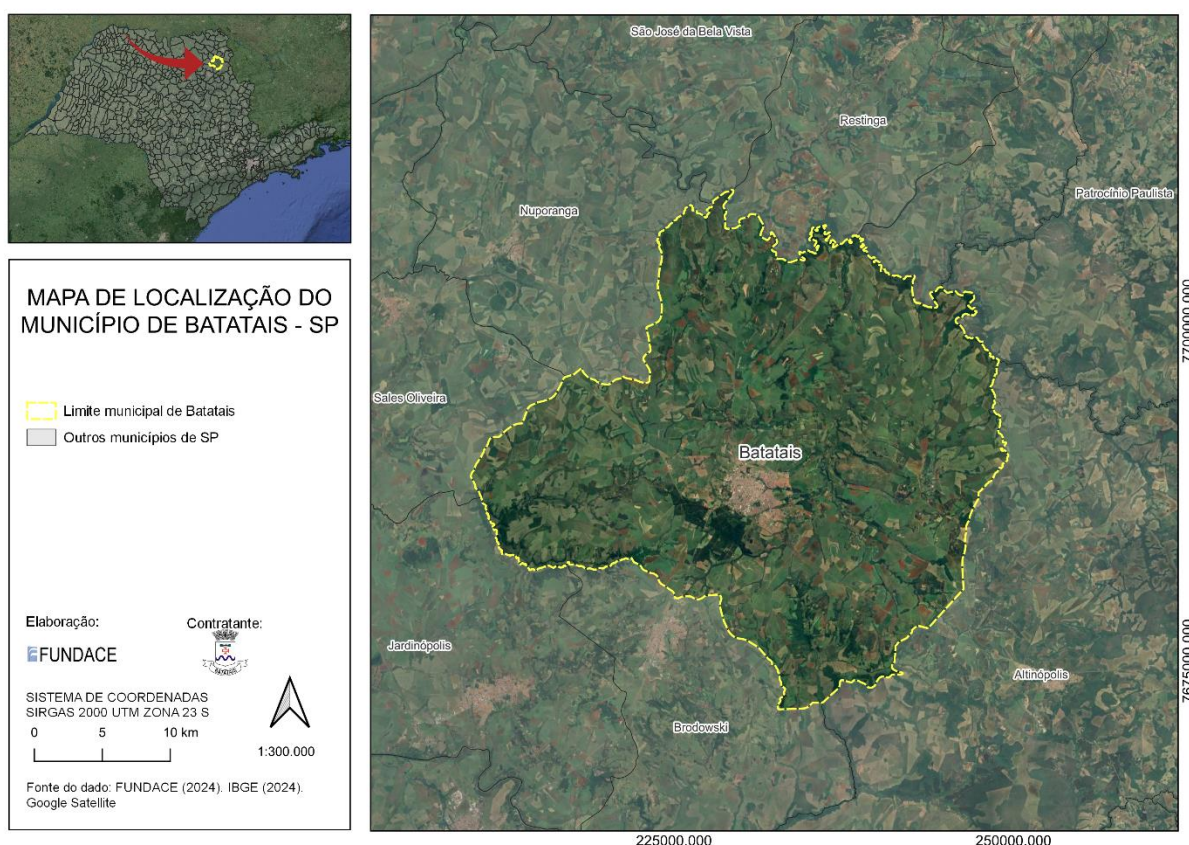 MAPA DE LOCALIZAÇÃO DO
MUNICÍPIO DE BATATAIS - SP
Limite municipal de Batatais
Outros municípios de SP
Elaboração:
Contratante:
FUNDACE
BATATAIS
SISTEMA DE COORDENADAS
SIRGAS 2000 UTM ZONA 23 S
0 5 10 km
1:300.000
Fonte do dado: FUNDACE (2024). IBGE (2024).
Google Satellite
São José da Bela Vista
Restinga
Patrocínio Paulista
Nuporanga
Sales Oliveira
Batatais
Jardinópolis
Altinópolis
Brodowski
7700000.000
7675000.000
225000.000
250000.000